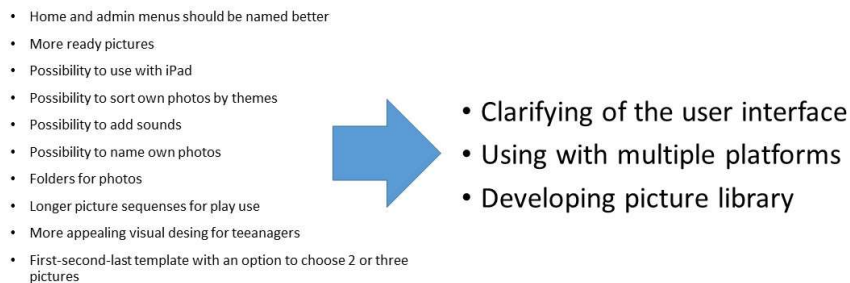 • Home and admin menus should be named better
• More ready pictures
• Possibility to use with iPad
• Possibility to sort own photos by themes
• Possibility to add sounds
• Possibility to name own photos
• Folders for photos
• Longer picture sequenses for play use
• More appealing visual desing for teeanagers
• First-second-last template with an option to choose 2 or three
pictures
• Clarifying of the user interface
• Using with multiple platforms
• Developing picture library